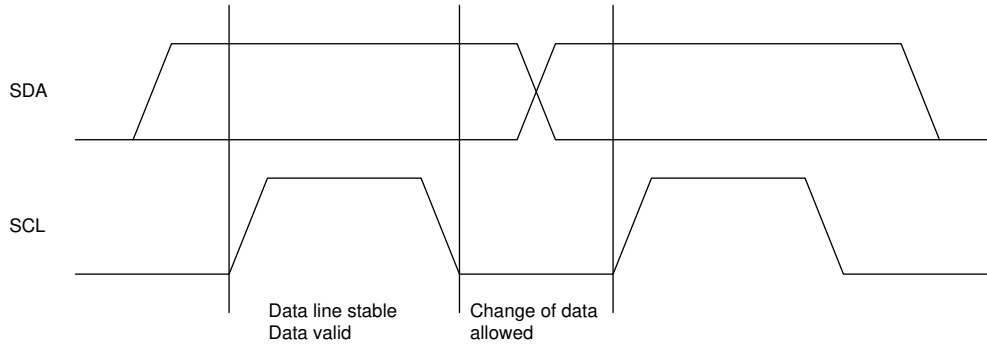 SDA
SCL
Data line stable
Data valid
Change of data
allowed